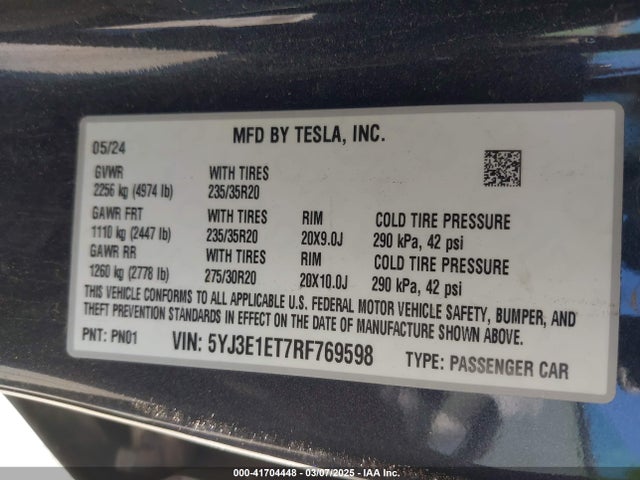 MFD BY TESLA, INC.
05/24
GVWR WITH TIRES
2256 kg (4974 lb) 235/35R20
GAWR FRT WITH TIRES RIM COLD TIRE PRESSURE
1110 kg (2447 lb) 235/35R20 20X9.0J 290 kPa, 42 psi
GAWR RR WITH TIRES RIM COLD TIRE PRESSURE
1260 kg (2778 lb) 275/30R20 20X10.0J 290 kPa, 42 psi
THIS VEHICLE CONFORMS TO ALL APPLICABLE U.S. FEDERAL MOTOR VEHICLE SAFETY, BUMPER, AND
THEFT PREVENTION STANDARDS IN EFFECT ON THE DATE OF MANUFACTURE SHOWN ABOVE.
PNT: PN01 VIN: 5YJ3E1ET7RF769598 TYPE: PASSENGER CAR
000-41704448 - 03/07/2025 - IAA Inc.